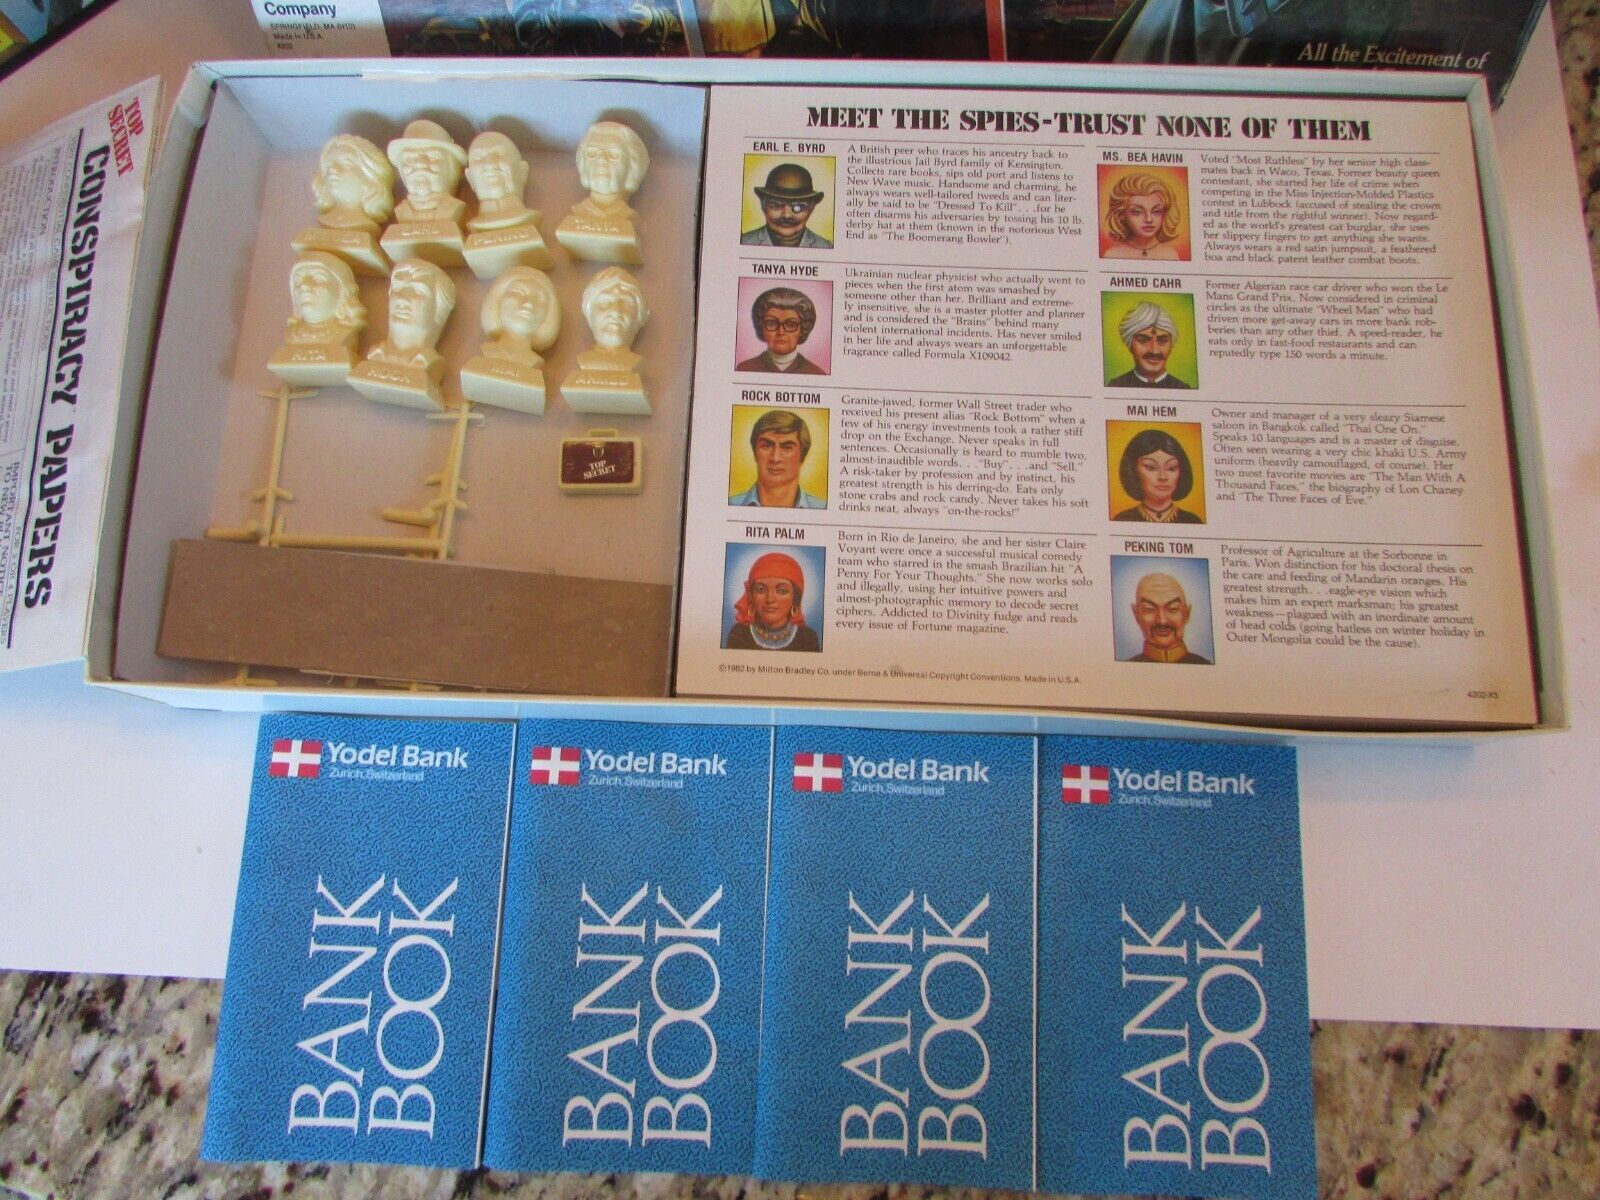 Company
SPRINGFIELD, MA 01101
Made in U.S.A.
4202
All the Excitement of
TOP
SECRET
CONSPIRACY PAPERS
MEET THE SPIES-TRUST NONE OF THEM
EARL E. BYRD
A British peer who traces his ancestry back to
the illustrious Jail Byrd family of Kensington.
Collects rare books, sips old port and listens to
New Wave music. Handsome and charming, he
always wears well-tailored tweeds and can liter-
ally be said to be "Dressed To Kill". . .for he
often disarms his adversaries by tossing his 10 lb.
derby hat at them (known in the notorious West
End as "The Boomerang Bowler").
TANYA HYDE
Ukrainian nuclear physicist who actually went to
pieces when the first atom was smashed by
someone other than her. Brilliant and extreme-
ly insensitive, she is a master plotter and planner
and is considered the "Brains" behind many
violent international incidents. Has never smiled
in her life and always wears an unforgettable
fragrance called Formula X109042.
ROCK BOTTOM
Granite-jawed, former Wall Street trader who
received his present alias "Rock Bottom" when a
few of his energy investments took a rather stiff
drop on the Exchange. Never speaks in full
sentences. Occasionally is heard to mumble two,
almost-inaudible words. . ."Buy". . .and "Sell."
A risk-taker by profession and by instinct, his
greatest strength is his derring-do. Eats only
stone crabs and rock candy. Never takes his soft
drinks neat, always "on-the-rocks!"
RITA PALM
Born in Rio de Janeiro, she and her sister Claire
Voyant were once a successful musical comedy
team who starred in the smash Brazilian hit "A
Penny For Your Thoughts." She now works solo
and illegally, using her intuitive powers and
almost-photographic memory to decode secret
ciphers. Addicted to Divinity fudge and reads
every issue of Fortune magazine.
MS. BEA HAVIN
Voted "Most Ruthless" by her senior high class-
mates back in Waco, Texas. Former beauty queen
contestant, she started her life of crime when
competing in the Miss Injection-Molded Plastics
contest in Lubbock (accused of stealing the crown
and title from the rightful winner). Now regard-
ed as the world's greatest cat burglar, she uses
her slippery fingers to get anything she wants.
Always wears a red satin jumpsuit, a feathered
boa and black patent leather combat boots.
AHMED CAHR
Former Algerian race car driver who won the Le
Mans Grand Prix. Now considered in criminal
circles as the ultimate "Wheel Man" who had
driven more get-away cars in more bank rob-
beries than any other thief. A speed-reader, he
eats only in fast-food restaurants and can
reputedly type 150 words a minute.
MAI HEM
Owner and manager of a very sleazy Siamese
saloon in Bangkok called "Thai One On."
Speaks 10 languages and is a master of disguise.
Often seen wearing a very chic khaki U.S. Army
uniform (heavily camouflaged, of course). Her
two most favorite movies are "The Man With A
Thousand Faces," the biography of Lon Chaney
and "The Three Faces of Eve."
PEKING TOM
Professor of Agriculture at the Sorbonne in
Paris. Won distinction for his doctoral thesis on
the care and feeding of Mandarin oranges. His
greatest strength. . .eagle-eye vision which
makes him an expert marksman; his greatest
weakness—plagued with an inordinate amount
of head colds (going hatless on winter holiday in
Outer Mongolia could be the cause).
©1982 by Milton Bradley Co. under Berne & Universal Copyright Conventions. Made in U.S.A.
4202-X3
EARL
PEKING
TANYA
RITA
ROCK
MIMI
AHMED
TOP
SECRET
Yodel Bank
Zurich, Switzerland
BANK
BOOK
Yodel Bank
Zurich, Switzerland
BANK
BOOK
Yodel Bank
Zurich, Switzerland
BANK
BOOK
Yodel Bank
Zurich, Switzerland
BANK
BOOK